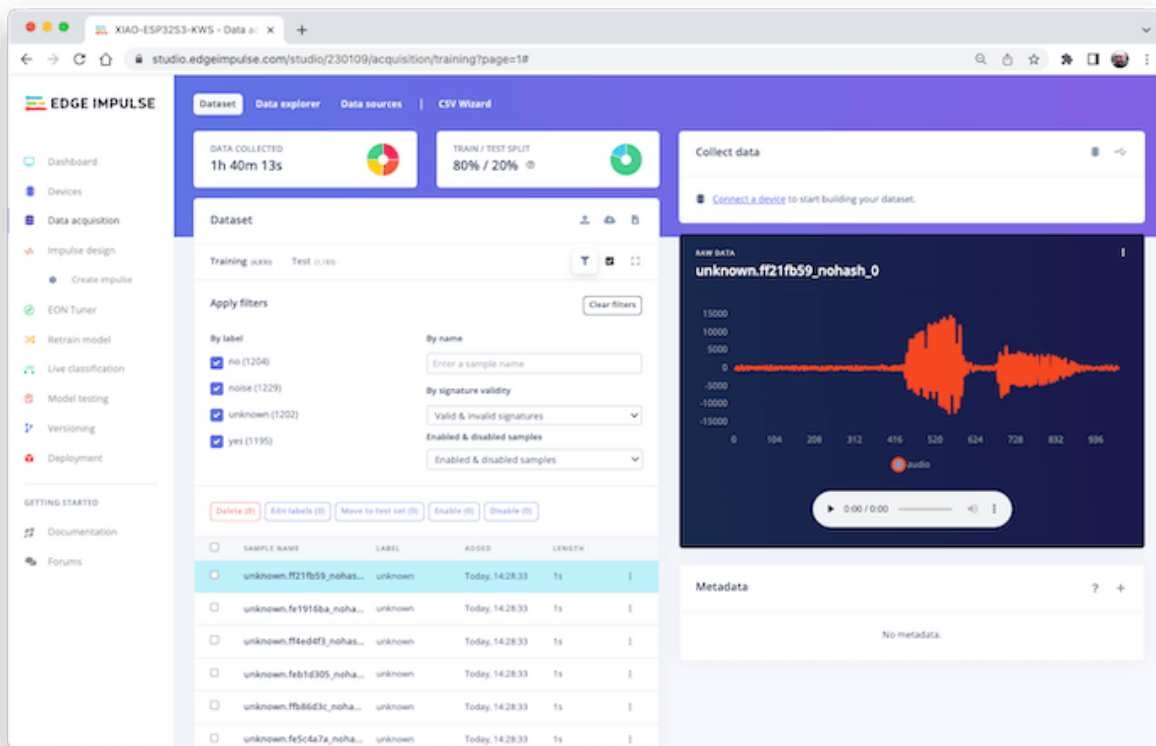 XIAO-ESP32S3-KWS - Data ac
studio.edgeimpulse.com/studio/230109/acquisition/training?page=1#
EDGE IMPULSE
Dashboard
Devices
Data acquisition
Impulse design
Create impulse
EON Tuner
Retrain model
Live classification
Model testing
Versioning
Deployment
GETTING STARTED
Documentation
Forums
Dataset Data explorer Data sources | CSV Wizard
DATA COLLECTED
1h 40m 13s
TRAIN / TEST SPLIT
80% / 20%
Dataset
Training Test
Apply filters
Clear filters
By label
no (1204)
noise (1229)
unknown (1202)
yes (1195)
By name
Enter a sample name
By signature validity
Valid & invalid signatures
Enabled & disabled samples
Enabled & disabled samples
Delete (0) Edit labels (0) Move to test set (0) Enable (0) Disable (0)
SAMPLE NAME LABEL ADDED LENGTH
unknown.ff21fb59_nohas... unknown Today, 14:28:33 1s
unknown.fe1916ba_noha... unknown Today, 14:28:33 1s
unknown.ff4ed4f3_nohas... unknown Today, 14:28:33 1s
unknown.feb1d305_noha... unknown Today, 14:28:33 1s
unknown.ffb86d3c_noha... unknown Today, 14:28:33 1s
unknown.fe5c4a7a_nohas... unknown Today, 14:28:33 1s
Collect data
Connect a device to start building your dataset.
RAW DATA
unknown.ff21fb59_nohash_0
15000
10000
5000
0
-5000
-10000
-15000
0 104 208 312 416 520 624 728 832 936
audio
0:00 / 0:00
Metadata
No metadata.